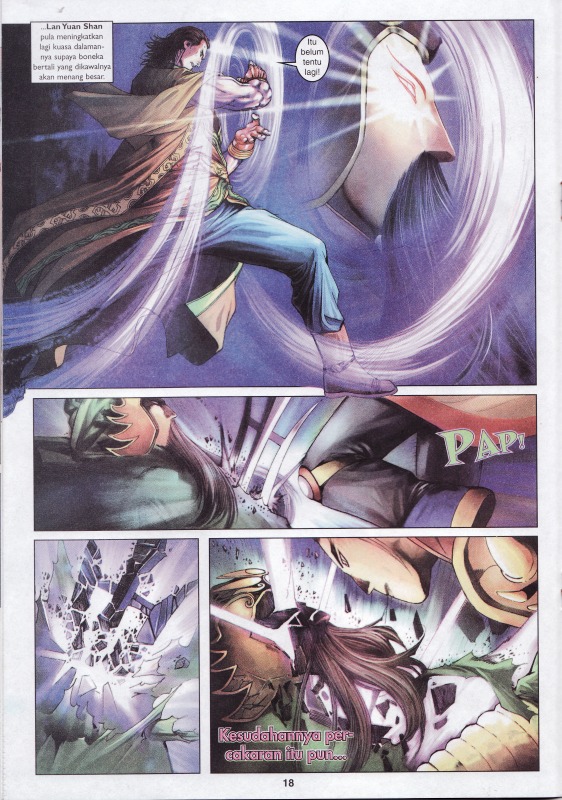 ...Lan Yuan Shan
pula meningkatkan
lagi kuasa dalaman-
nya supaya boneka
bertali yang dikawalnya
akan menang besar.
Itu
belum
tentu
lagi!
PAP!
Kesudahannya per-
cakaran itu pun...
18